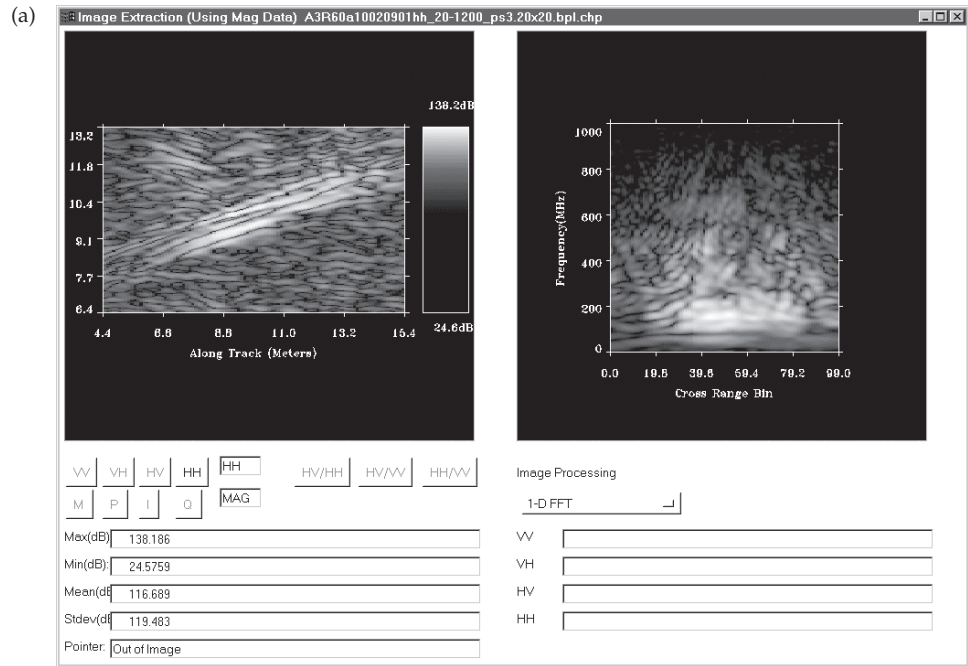 (a)
Image Extraction (Using Mag Data) A3R60a10020901hh_20-1200_ps3.20x20.bpl.chp
138.2dB
13.2
11.8
10.4
9.1
7.7
6.4
24.6dB
4.4 6.6 8.8 11.0 13.2 15.4
Along Track (Meters)
1000
800
600
400
200
0
Frequency(MHz)
0.0 19.8 39.6 59.4 79.2 99.0
Cross Range Bin
VV VH HV HH HH HV/HH HV/VV HH/VV
M P I Q MAG
Image Processing
1-D FFT
Max(dB) 138.186
Min(dB): 24.5759
Mean(dB 116.689
Stdev(dB 119.483
Pointer: Out of Image
VV
VH
HV
HH